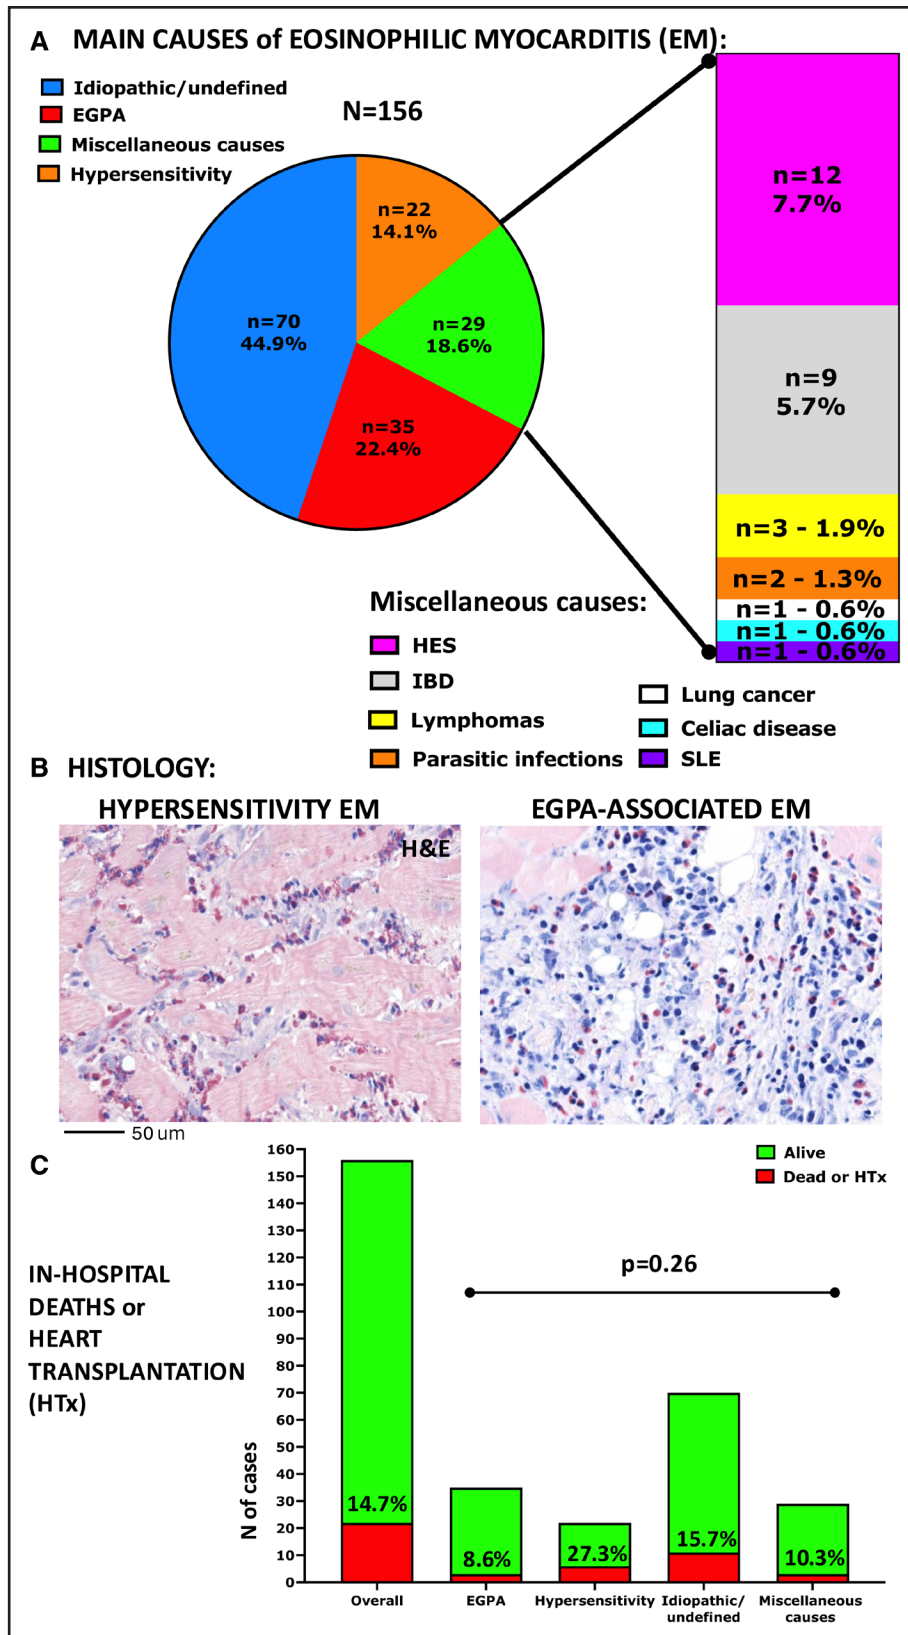 A MAIN CAUSES of EOSINOPHILIC MYOCARDITIS (EM):
Idiopathic/undefined
EGPA
Miscellaneous causes
Hypersensitivity
N=156
n=22
14.1%
n=70
44.9%
n=29
18.6%
n=35
22.4%
n=12
7.7%
n=9
5.7%
n=3 - 1.9%
n=2 - 1.3%
n=1 - 0.6%
n=1 - 0.6%
n=1 - 0.6%
Miscellaneous causes:
HES
IBD
Lymphomas
Parasitic infections
Lung cancer
Celiac disease
SLE
B HISTOLOGY:
HYPERSENSITIVITY EM
EGPA-ASSOCIATED EM
H&E
50 um
C
IN-HOSPITAL
DEATHS or
HEART
TRANSPLANTATION
(HTx)
Alive
Dead or HTx
p=0.26
N of cases
160
150
140
130
120
110
100
90
80
70
60
50
40
30
20
10
0
14.7%
8.6%
27.3%
15.7%
10.3%
Overall
EGPA
Hypersensitivity
Idiopathic/
undefined
Miscellaneous
causes